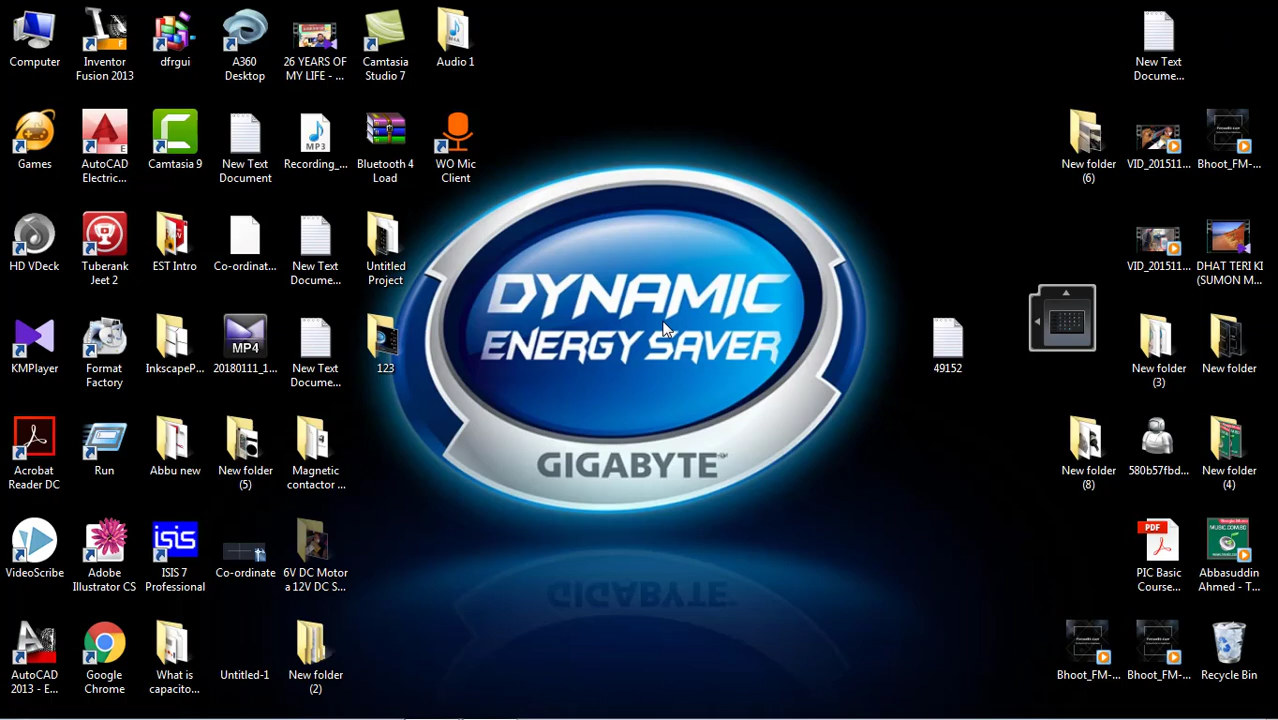 Computer
Inventor
Fusion 2013
dfrgui
A360
Desktop
26 YEARS OF
MY LIFE - ...
Camtasia
Studio 7
Audio 1
New Text
Docume...
Games
AutoCAD
Electric...
Camtasia 9
New Text
Document
MP3
Recording_...
Bluetooth 4
Load
WO Mic
Client
New folder
(6)
VID_201511...
Bhoot_FM-...
HD VDeck
Tuberank
Jeet 2
EST Intro
Co-ordinat...
New Text
Docume...
Untitled
Project
VID_201511...
DHAT TERI KI
(SUMON M...
DYNAMIC
ENERGY SAVER
GIGABYTE
KMPlayer
Format
Factory
InkscapeP...
MP4
20180111_1...
New Text
Docume...
123
49152
New folder
(3)
New folder
Acrobat
Reader DC
Run
Abbu new
New folder
(5)
Magnetic
contactor ...
New folder
(8)
580b57fbd...
New folder
(4)
VideoScribe
Adobe
Illustrator CS
isis
ISIS 7
Professional
Co-ordinate
6V DC Motor
a 12V DC S...
PDF
PIC Basic
Course...
Abbasuddin
Ahmed - T...
AutoCAD
2013 - E...
Google
Chrome
What is
capacito...
Untitled-1
New folder
(2)
Bhoot_FM-...
Bhoot_FM-...
Recycle Bin